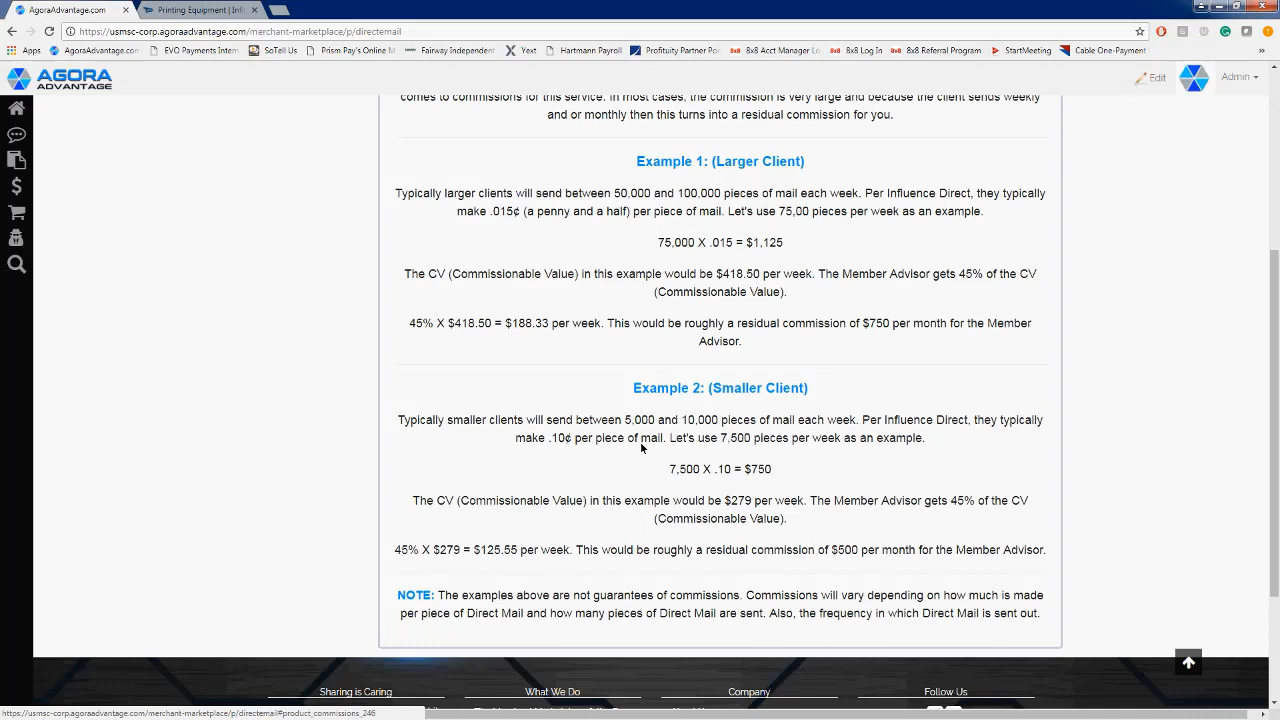 AgoraAdvantage.com
Printing Equipment | Infl
https://usmsc-corp.agoraadvantage.com/merchant-marketplace/p/directemail
Apps
AgoraAdvantage.com
EVO Payments Intern
SoTellUs
Prism Pay's Online M
Fairway Independent
Yext
Hartmann Payroll
Profituity Partner Por
8x8 Acct Manager Lo
8x8 Log In
8x8 Referral Program
StartMeeting
Cable One-Payment
AGORA
ADVANTAGE
Edit
Admin
comes to commissions for this service. In most cases, the commission is very large and because the client sends weekly
and or monthly then this turns into a residual commission for you.
Example 1: (Larger Client)
Typically larger clients will send between 50,000 and 100,000 pieces of mail each week. Per Influence Direct, they typically
make .015¢ (a penny and a half) per piece of mail. Let's use 75,00 pieces per week as an example.
75,000 X .015 = $1,125
The CV (Commissionable Value) in this example would be $418.50 per week. The Member Advisor gets 45% of the CV
(Commissionable Value).
45% X $418.50 = $188.33 per week. This would be roughly a residual commission of $750 per month for the Member
Advisor.
Example 2: (Smaller Client)
Typically smaller clients will send between 5,000 and 10,000 pieces of mail each week. Per Influence Direct, they typically
make .10¢ per piece of mail. Let's use 7,500 pieces per week as an example.
7,500 X .10 = $750
The CV (Commissionable Value) in this example would be $279 per week. The Member Advisor gets 45% of the CV
(Commissionable Value).
45% X $279 = $125.55 per week. This would be roughly a residual commission of $500 per month for the Member Advisor.
NOTE: The examples above are not guarantees of commissions. Commissions will vary depending on how much is made
per piece of Direct Mail and how many pieces of Direct Mail are sent. Also, the frequency in which Direct Mail is sent out.
Sharing is Caring
What We Do
Company
Follow Us
https://usmsc-corp.agoraadvantage.com/merchant-marketplace/p/directemail#product_commissions_246